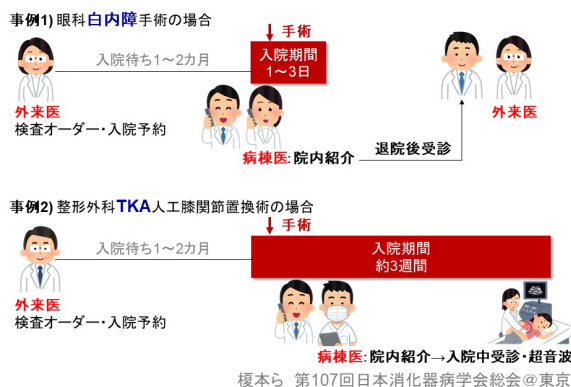 事例1) 眼科白内障手術の場合
手術
入院待ち1～2カ月
入院期間
1～3日
外来医
検査オーダー・入院予約
外来医
病棟医:院内紹介
退院後受診
事例2) 整形外科TKA人工膝関節置換術の場合
手術
入院待ち1～2カ月
入院期間
約3週間
外来医
検査オーダー・入院予約
病棟医:院内紹介→入院中受診・超音波
榎本ら 第107回日本消化器病学会総会@東京